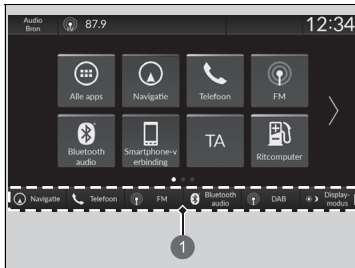 Audio
Bron
87.9
12:34
Alle apps
Navigatie
Telefoon
FM
Bluetooth
audio
Smartphone-v
erbinding
TA
Ritcomputer
Navigatie
Telefoon
FM
Bluetooth
audio
DAB
Display-
modus
1